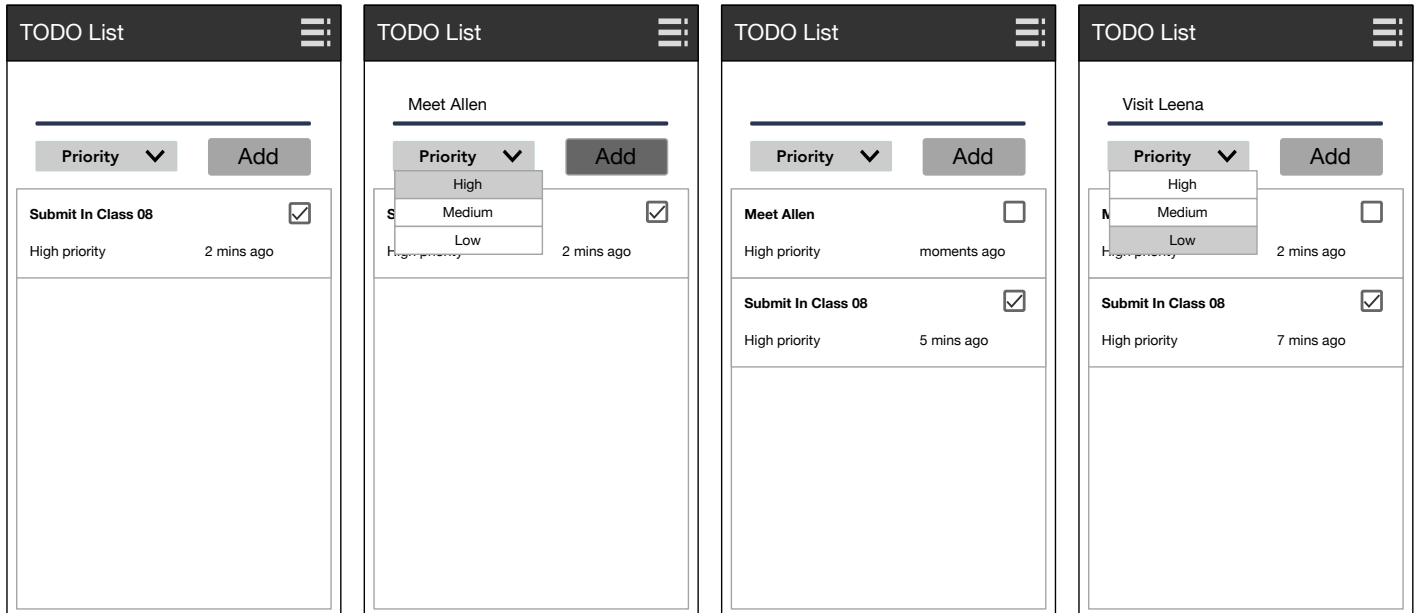 TODO List
Priority
Add
Submit In Class 08
High priority 2 mins ago
TODO List
Meet Allen
Priority
Add
High
Medium
Low
2 mins ago
TODO List
Priority
Add
Meet Allen
High priority moments ago
Submit In Class 08
High priority 5 mins ago
TODO List
Visit Leena
Priority
Add
High
Medium
Low
2 mins ago
Submit In Class 08
High priority 7 mins ago